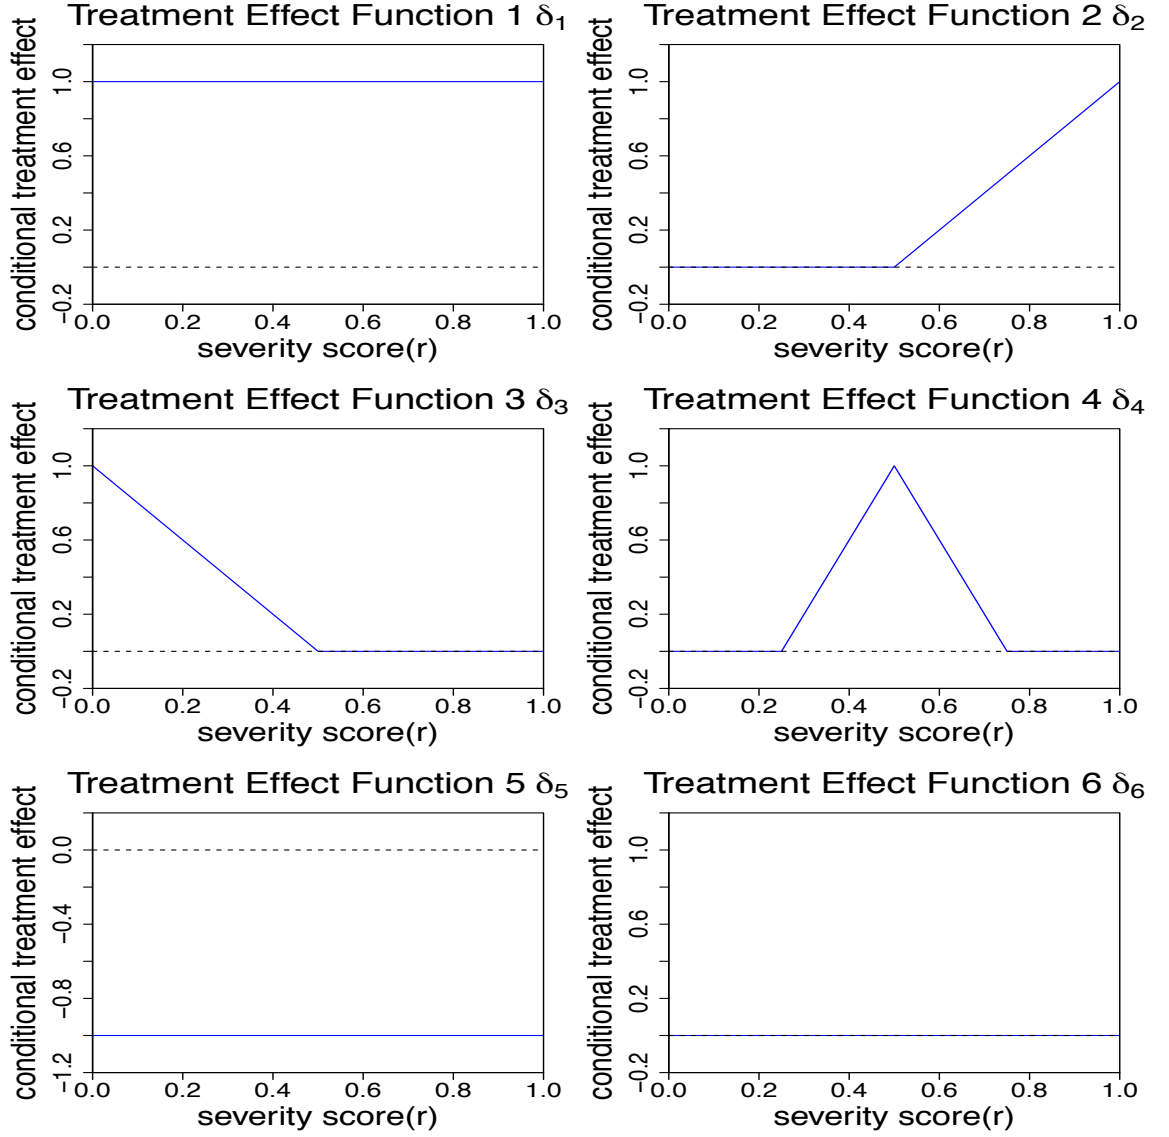 Treatment Effect Function 1 δ1
conditional treatment effect
1.0
0.6
0.2
−0.2
0.0 0.2 0.4 0.6 0.8 1.0
severity score(r)
Treatment Effect Function 2 δ2
conditional treatment effect
1.0
0.6
0.2
−0.2
0.0 0.2 0.4 0.6 0.8 1.0
severity score(r)
Treatment Effect Function 3 δ3
conditional treatment effect
1.0
0.6
0.2
−0.2
0.0 0.2 0.4 0.6 0.8 1.0
severity score(r)
Treatment Effect Function 4 δ4
conditional treatment effect
1.0
0.6
0.2
−0.2
0.0 0.2 0.4 0.6 0.8 1.0
severity score(r)
Treatment Effect Function 5 δ5
conditional treatment effect
0.0
−0.4
−0.8
−1.2
0.0 0.2 0.4 0.6 0.8 1.0
severity score(r)
Treatment Effect Function 6 δ6
conditional treatment effect
1.0
0.6
0.2
−0.2
0.0 0.2 0.4 0.6 0.8 1.0
severity score(r)